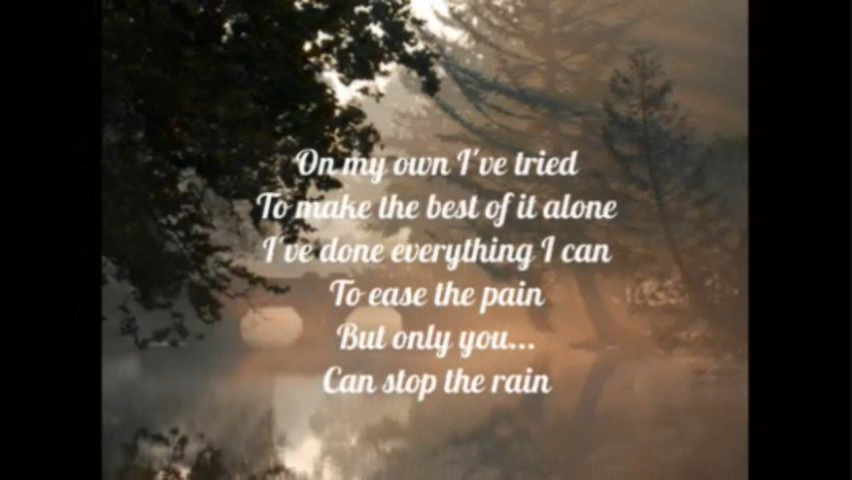 On my own I've tried
To make the best of it alone
I've done everything I can
To ease the pain
But only you...
Can stop the rain